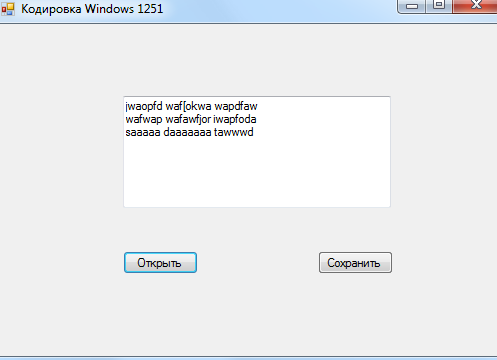 Кодировка Windows 1251
jwaopfd waf[okwa wapdfaw
wafwap wafawfjor iwapfoda
saaaaa daaaaaaa tawwwd
Открыть
Сохранить